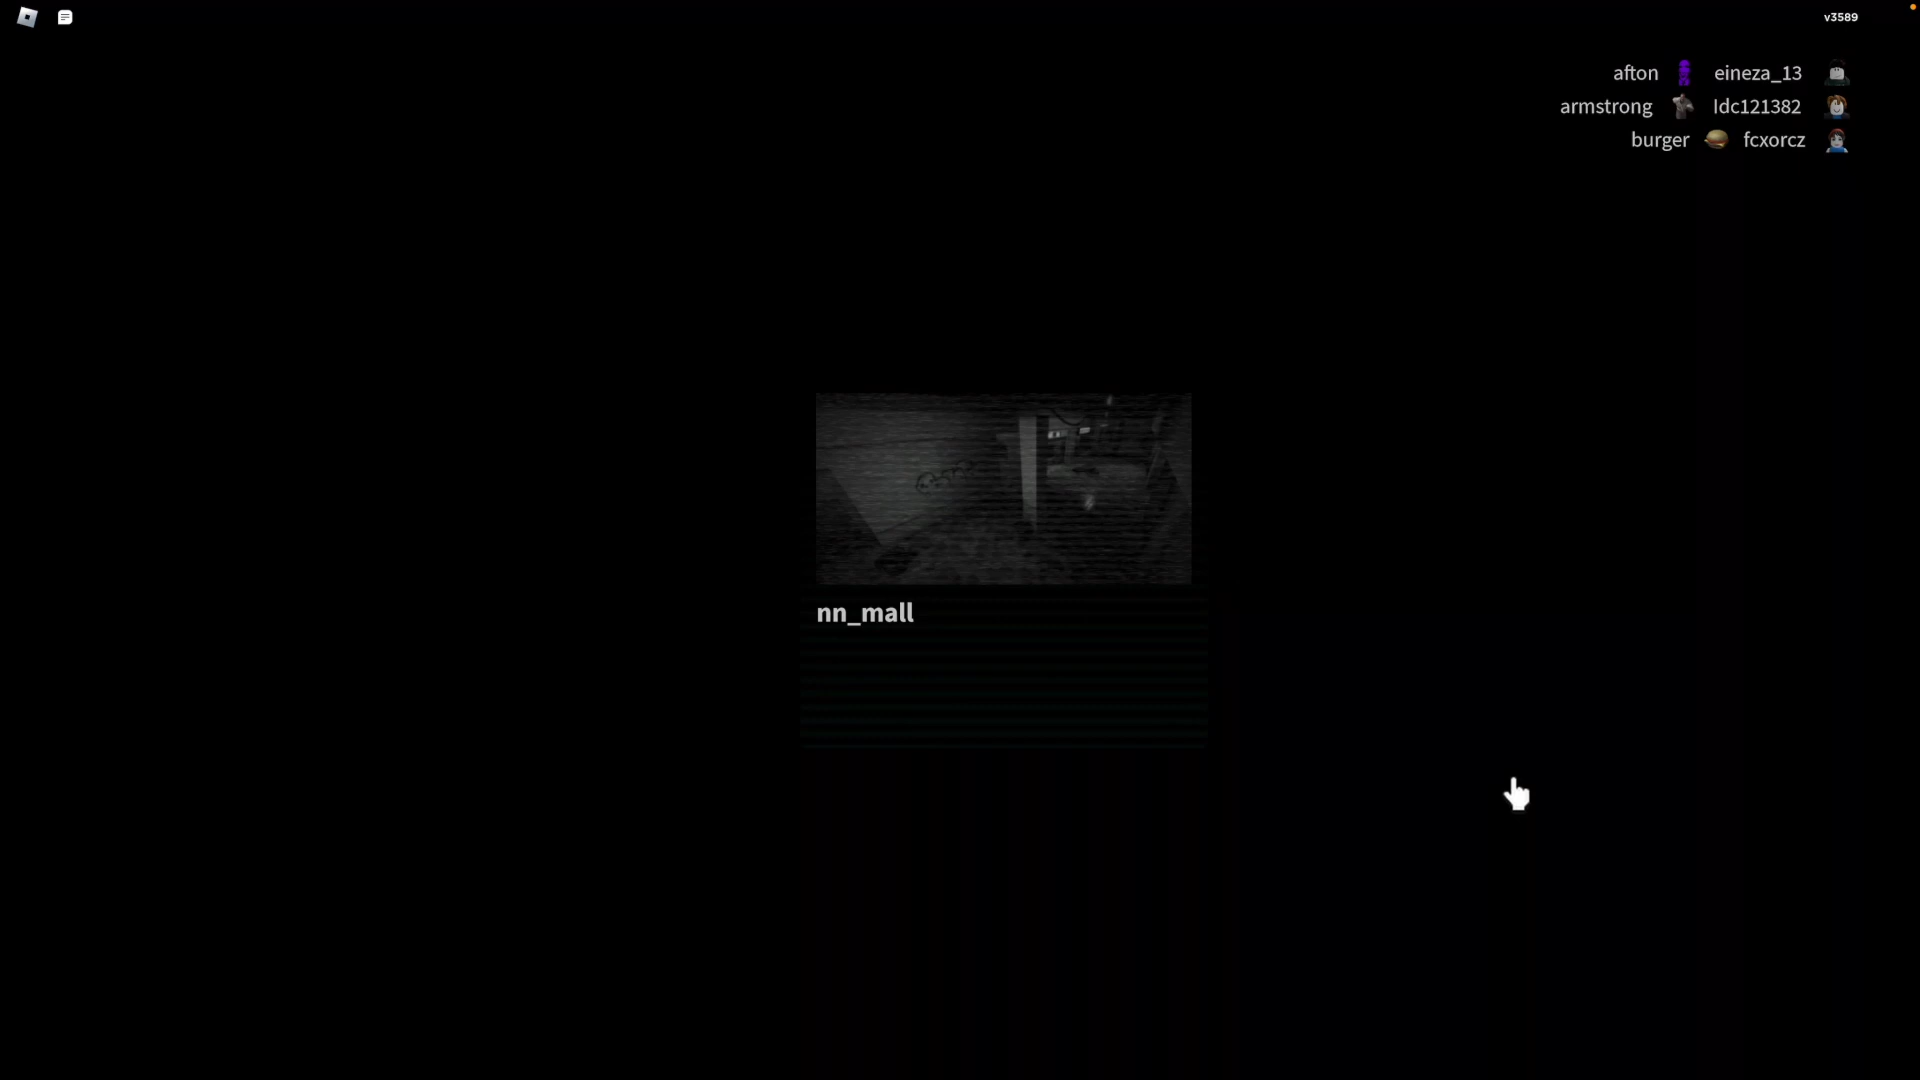 v3589
afton eineza_13
armstrong ldc121382
burger fcxorcz
nn_mall